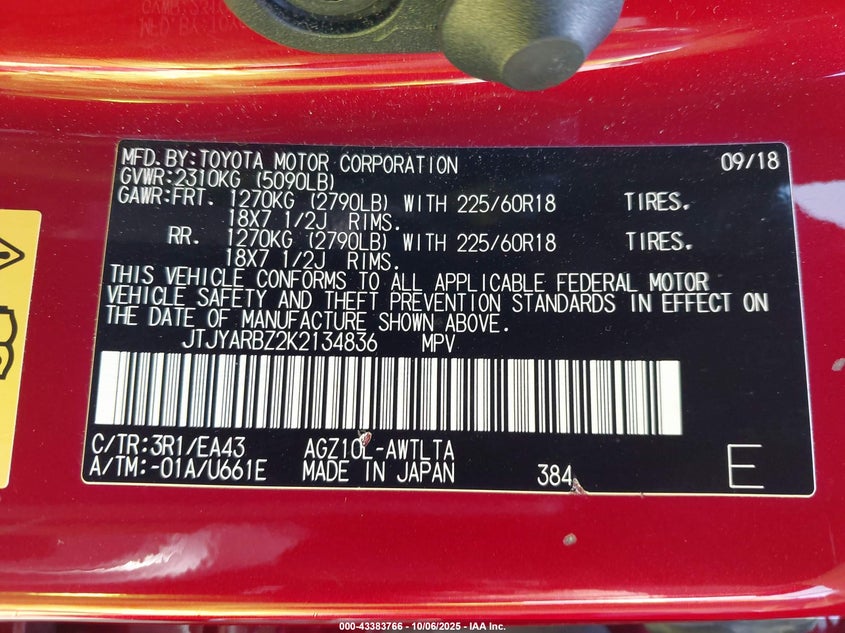 MFD.BY:TOYOTA MOTOR CORPORATION 09/18
GVWR:2310KG (5090LB)
GAWR:FRT. 1270KG (2790LB) WITH 225/60R18 TIRES.
18X7 1/2J RIMS.
RR. 1270KG (2790LB) WITH 225/60R18 TIRES.
18X7 1/2J RIMS.
THIS VEHICLE CONFORMS TO ALL APPLICABLE FEDERAL MOTOR
VEHICLE SAFETY AND THEFT PREVENTION STANDARDS IN EFFECT ON
THE DATE OF MANUFACTURE SHOWN ABOVE.
JTJYARBZ2K2134836 MPV
C/TR:3R1/EA43 AGZ10L-AWTLTA
A/TM:-01A/U661E MADE IN JAPAN 384 E
000-43383766 - 10/06/2025 - IAA Inc.